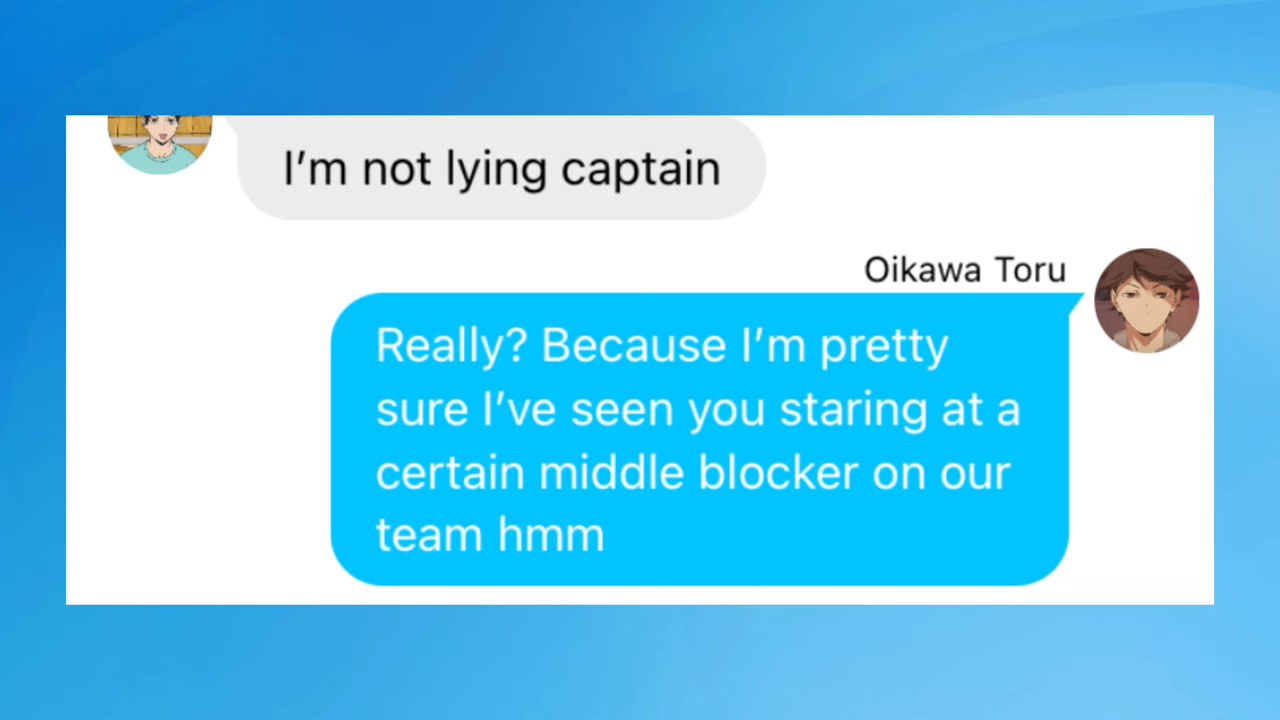 I’m not lying captain
Oikawa Toru
Really? Because I’m pretty
sure I’ve seen you staring at a
certain middle blocker on our
team hmm